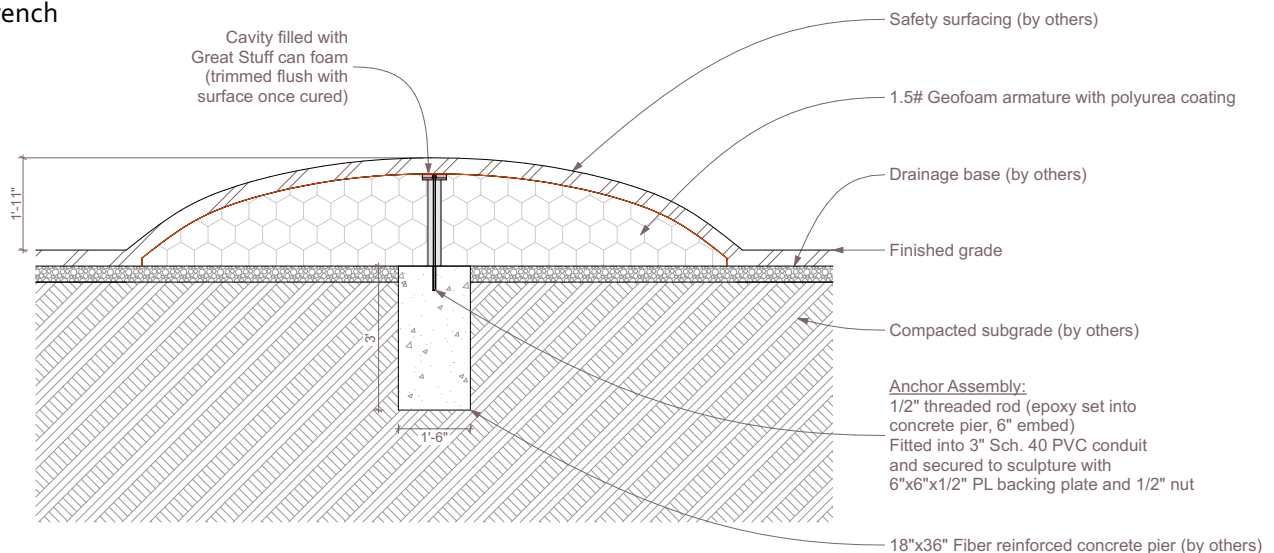 Cavity filled with
Great Stuff can foam
(trimmed flush with
surface once cured)
Safety surfacing (by others)
1.5# Geofoam armature with polyurea coating
Drainage base (by others)
1'-11"
Finished grade
Compacted subgrade (by others)
3'
1'-6"
Anchor Assembly:
1/2" threaded rod (epoxy set into
concrete pier, 6" embed)
Fitted into 3" Sch. 40 PVC conduit
and secured to sculpture with
6"x6"x1/2" PL backing plate and 1/2" nut
18"x36" Fiber reinforced concrete pier (by others)